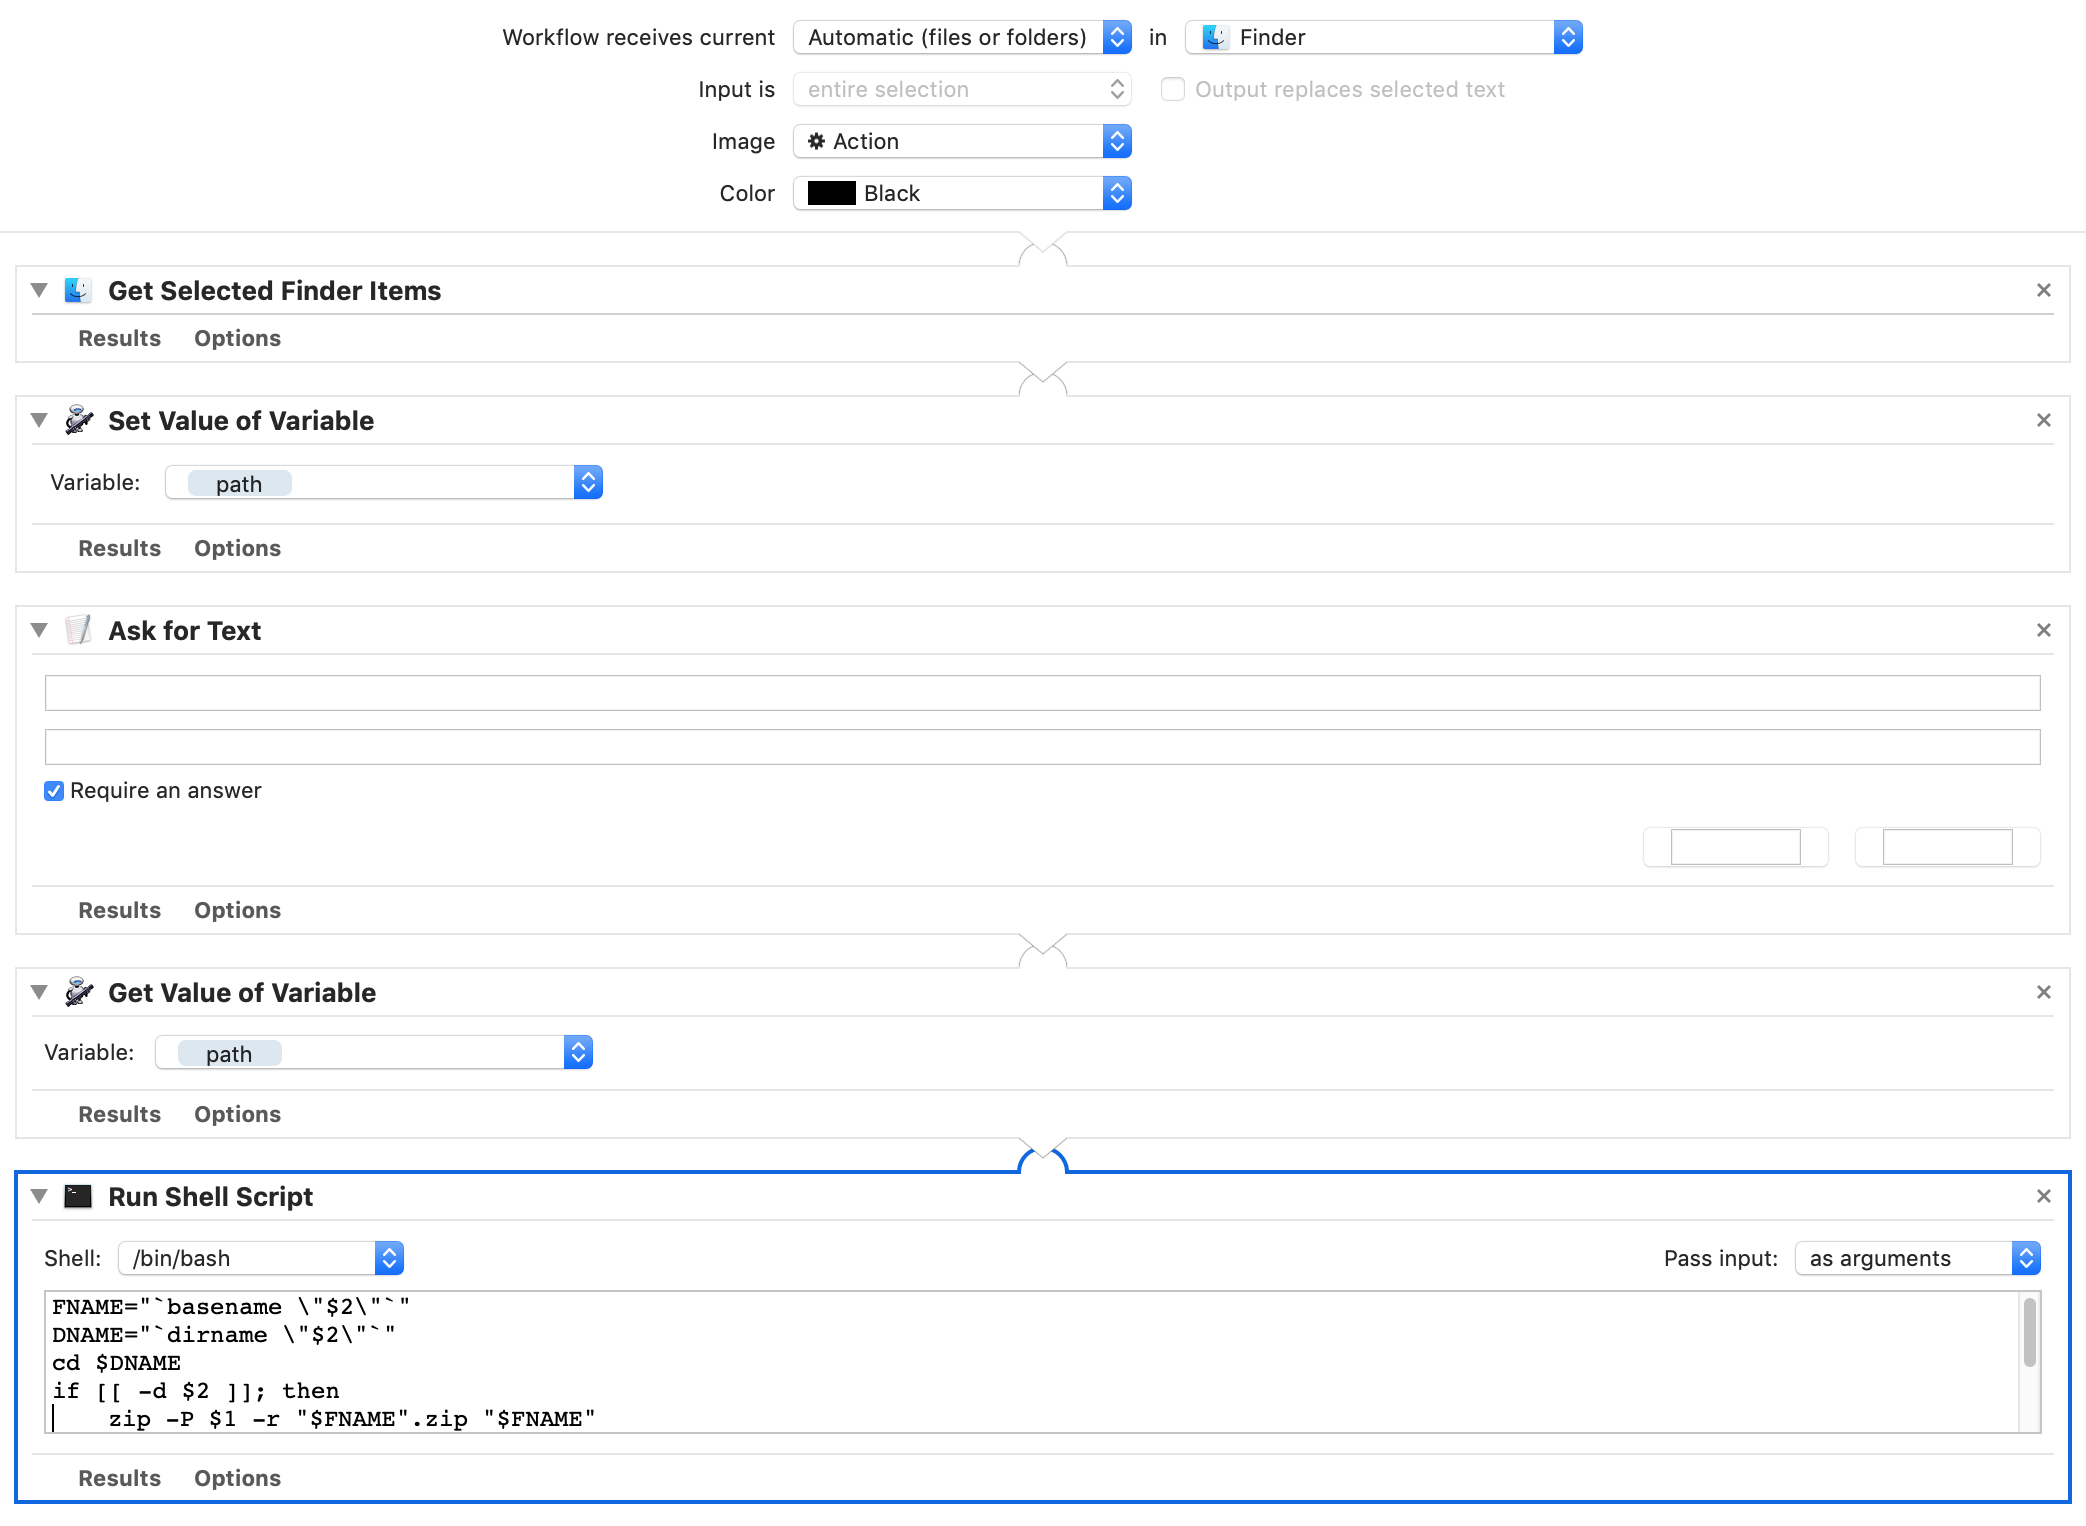 Workflow receives current Automatic (files or folders) in Finder
Input is entire selection Output replaces selected text
Image Action
Color Black
Get Selected Finder Items
Results Options
Set Value of Variable
Variable: path
Results Options
Ask for Text
Require an answer
Results Options
Get Value of Variable
Variable: path
Results Options
Run Shell Script
Shell: /bin/bash Pass input: as arguments
FNAME="`basename \"$2\"`"
DNAME="`dirname \"$2\"`"
cd $DNAME
if [[ -d $2 ]]; then
    zip -P $1 -r "$FNAME".zip "$FNAME"
Results Options